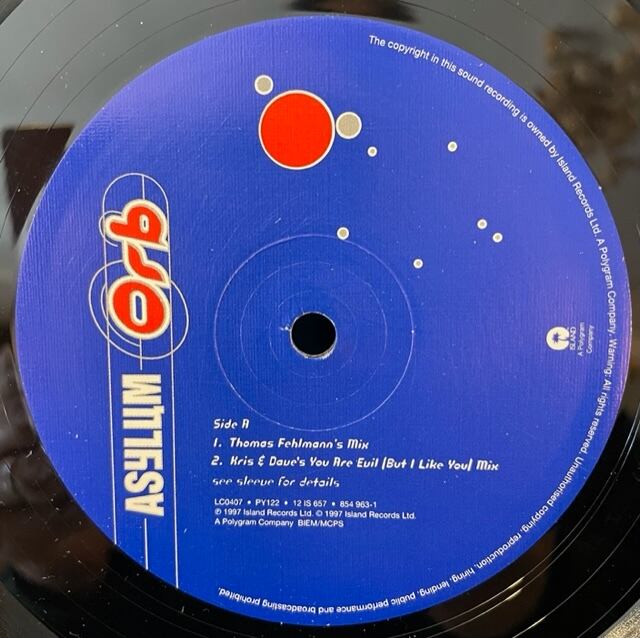 orb
ASYLUM
Side A
1. Thomas Fehlmann's Mix
2. Kris & Dave's You Are Evil (But I Like You) Mix
see sleeve for details
LC0407 • PY122 • 12 IS 657 • 854 963-1
℗ 1997 Island Records Ltd. © 1997 Island Records Ltd.
A Polygram Company BIEM/MCPS
ISLAND
A Polygram
Company
The copyright in this sound recording is owned by Island Records Ltd. A Polygram Company. Warning: All rights reserved. Unauthorised copying, reproduction, hiring, lending, public performance and broadcasting prohibited.